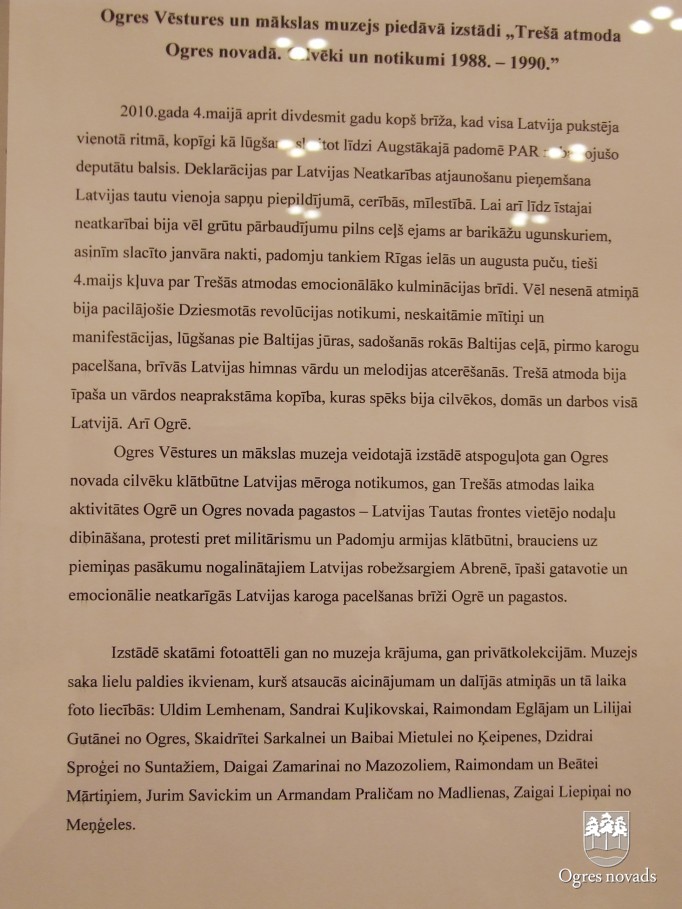 Ogres Vēstures un mākslas muzejs piedāvā izstādi „Trešā atmoda
Ogres novadā. Cilvēki un notikumi 1988. – 1990.”
2010.gada 4.maijā aprit divdesmit gadu kopš brīža, kad visa Latvija pukstēja
vienotā ritmā, kopīgi kā lūgšanu skaitot līdzi Augstākajā padomē PAR nobalsojušo
deputātu balsis. Deklarācijas par Latvijas Neatkarības atjaunošanu pieņemšana
Latvijas tautu vienoja sapņu piepildījumā, cerībās, mīlestībā. Lai arī līdz īstajai
neatkarībai bija vēl grūtu pārbaudījumu pilns ceļš ejams ar barikāžu ugunskuriem,
asinīm slacīto janvāra nakti, padomju tankiem Rīgas ielās un augusta puču, tieši
4.maijs kļuva par Trešās atmodas emocionālāko kulminācijas brīdi. Vēl nesenā atmiņā
bija pacilājošie Dziesmotās revolūcijas notikumi, neskaitāmie mītiņi un
manifestācijas, lūgšanas pie Baltijas jūras, sadošanās rokās Baltijas ceļā, pirmo karogu
pacelšana, brīvās Latvijas himnas vārdu un melodijas atcerēšanās. Trešā atmoda bija
īpaša un vārdos neaprakstāma kopība, kuras spēks bija cilvēkos, domās un darbos visā
Latvijā. Arī Ogrē.
Ogres Vēstures un mākslas muzeja veidotajā izstādē atspoguļota gan Ogres
novada cilvēku klātbūtne Latvijas mēroga notikumos, gan Trešās atmodas laika
aktivitātes Ogrē un Ogres novada pagastos – Latvijas Tautas frontes vietējo nodaļu
dibināšana, protesti pret militārismu un Padomju armijas klātbūtni, brauciens uz
piemiņas pasākumu nogalinātajiem Latvijas robežsargiem Abrenē, īpaši gatavotie un
emocionālie neatkarīgās Latvijas karoga pacelšanas brīži Ogrē un pagastos.
Izstādē skatāmi fotoattēli gan no muzeja krājuma, gan privātkolekcijām. Muzejs
saka lielu paldies ikvienam, kurš atsaucās aicinājumam un dalījās atmiņās un tā laika
foto liecībās: Uldim Lemhenam, Sandrai Kuļikovskai, Raimondam Eglājam un Lilijai
Gutānei no Ogres, Skaidrītei Sarkalnei un Baibai Mietulei no Ķeipenes, Dzidrai
Sproģei no Suntažiem, Daigai Zamarinai no Mazozoliem, Raimondam un Beātei
Mārtiņiem, Jurim Savickim un Armandam Praličam no Madlienas, Zaigai Liepiņai no
Meņģeles.
Ogres novads